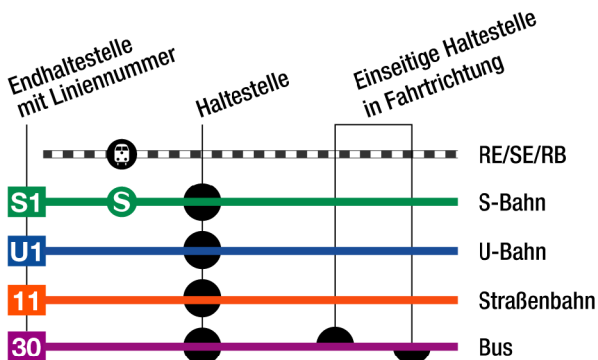 Endhaltestelle
mit Liniennummer
Haltestelle
Einseitige Haltestelle
in Fahrtrichtung
RE/SE/RB
S1 S S-Bahn
U1 U-Bahn
11 Straßenbahn
30 Bus